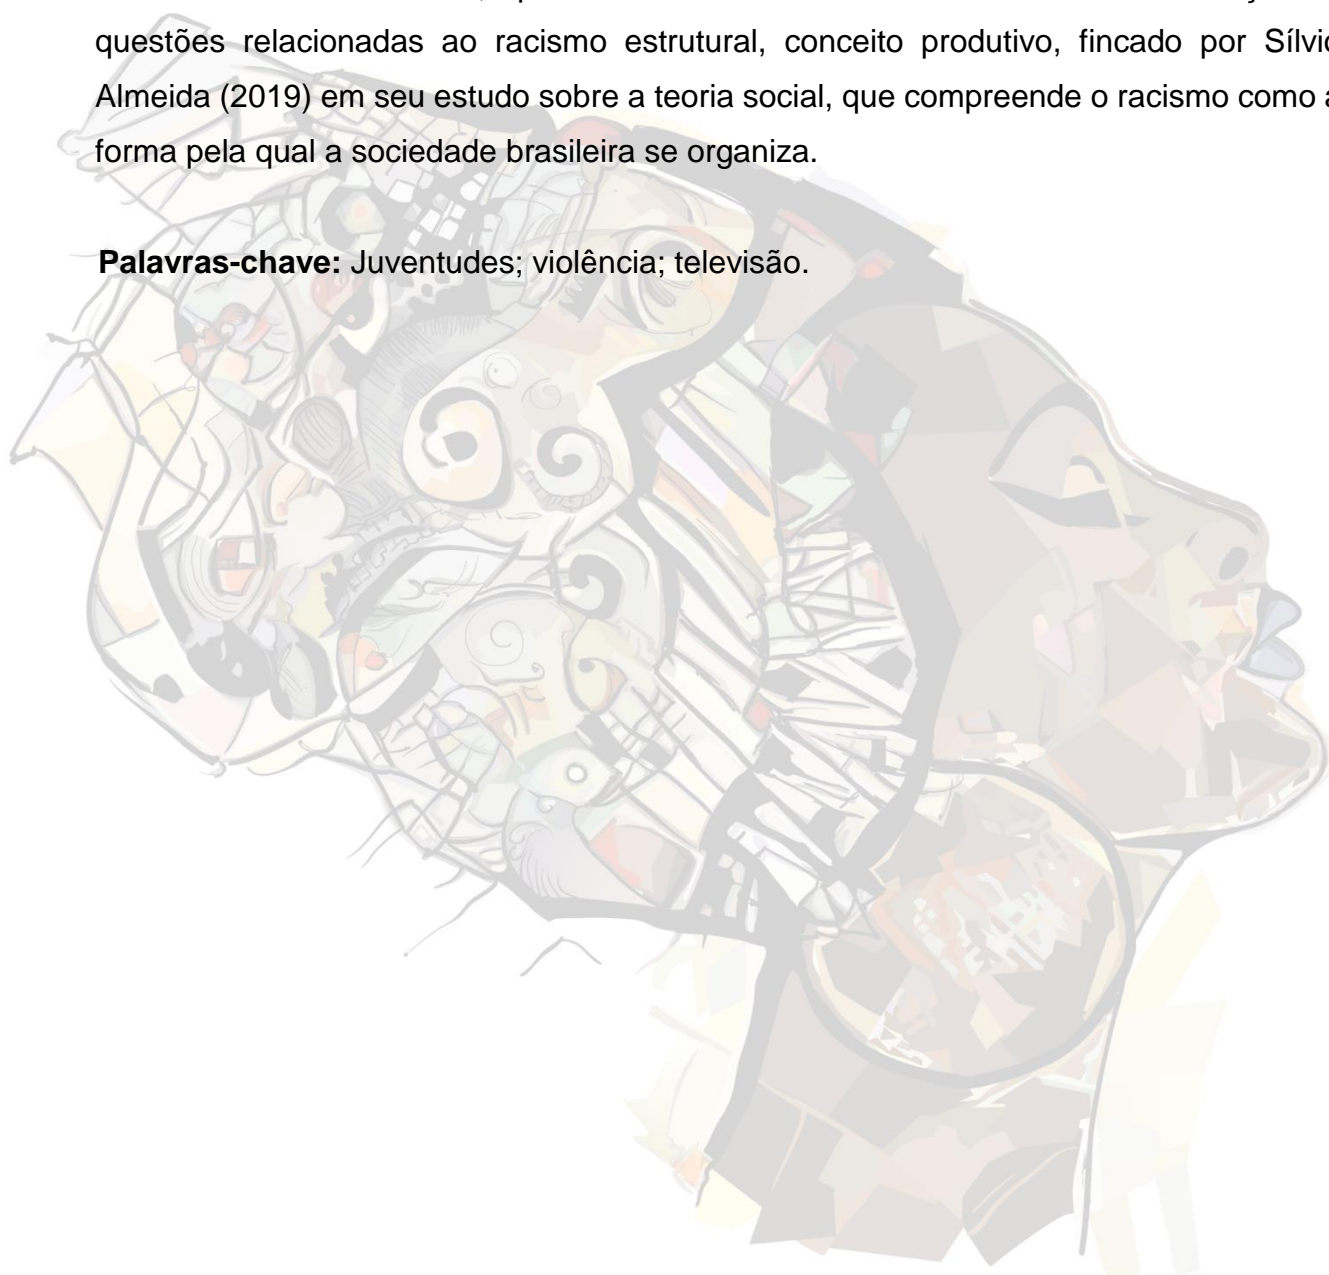 questões relacionadas ao racismo estrutural, conceito produtivo, fincado por Sílvio
Almeida (2019) em seu estudo sobre a teoria social, que compreende o racismo como a
forma pela qual a sociedade brasileira se organiza.
Palavras-chave: Juventudes; violência; televisão.